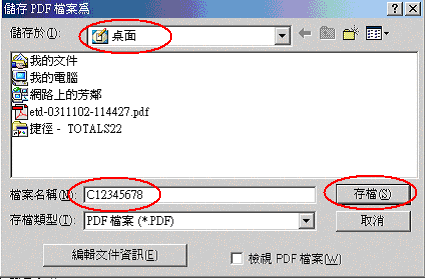 儲存 PDF 檔案為
儲存於(I): 桌面
我的文件
我的電腦
網路上的芳鄰
etd-0311102-114427.pdf
捷徑 - TOTALS22
檔案名稱(N): C12345678 存檔(S)
存檔類型(T): PDF 檔案 (*.PDF) 取消
編輯文件資訊(E) 檢視 PDF 檔案(W)